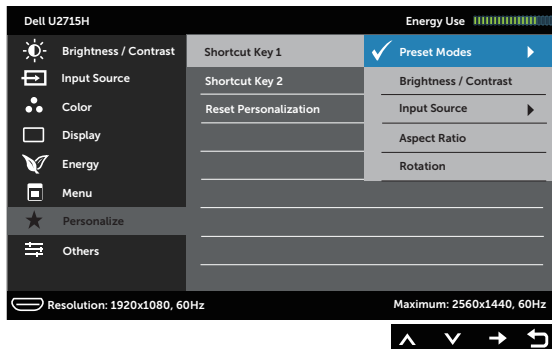 Dell U2715H
Energy Use
Brightness / Contrast
Input Source
Color
Display
Energy
Menu
Personalize
Others
Shortcut Key 1
Shortcut Key 2
Reset Personalization
Preset Modes
Brightness / Contrast
Input Source
Aspect Ratio
Rotation
Resolution: 1920x1080, 60Hz
Maximum: 2560x1440, 60Hz